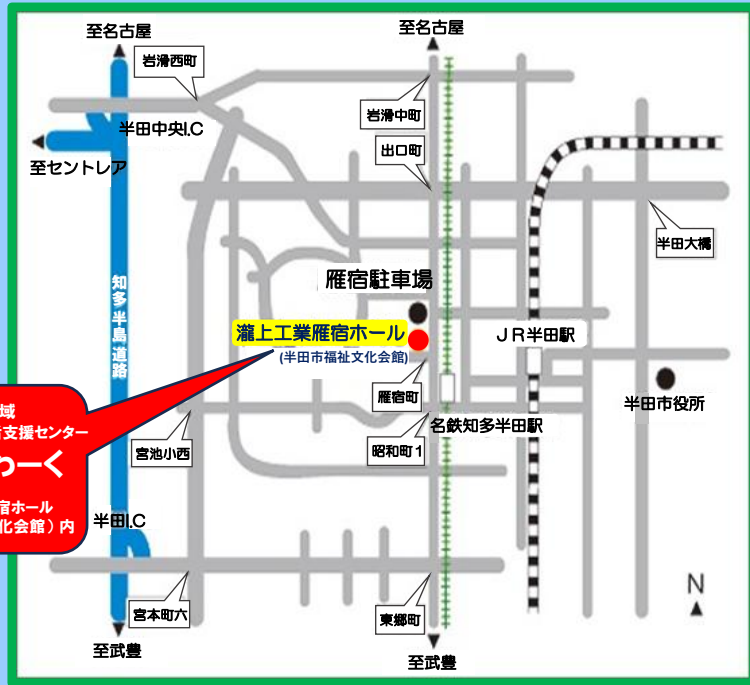 至名古屋
至名古屋
岩滑西町
岩滑中町
半田中央I.C
出口町
至セントレア
半田大橋
雁宿駐車場
知多半島道路
瀧上工業雁宿ホール
(半田市福祉文化会館)
JR半田駅
雁宿町
半田市役所
名鉄知多半田駅
域
支援センター
わーく
宿ホール
化会館)内
宮池小西
昭和町1
半田I.C
宮本町六
東郷町
N
至武豊
至武豊